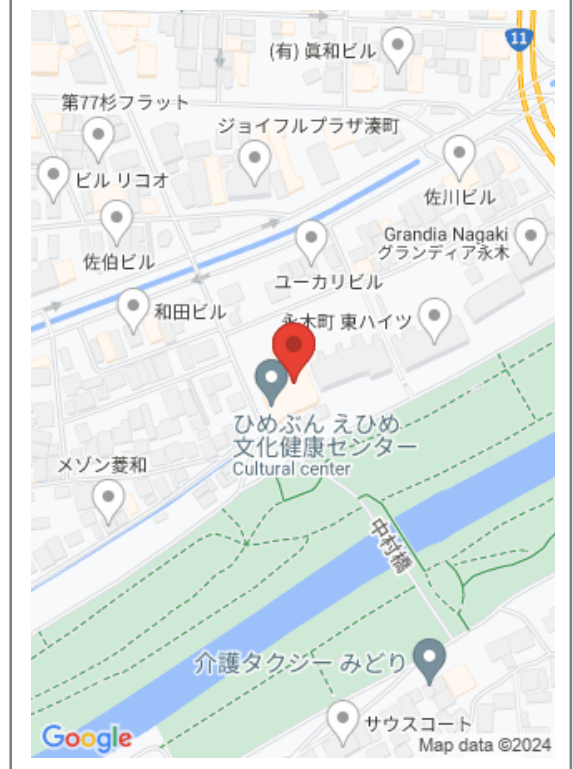 11
(有) 眞和ビル
第77杉フラット
ジョイフルプラザ湊町
ビル リコオ
佐川ビル
Grandia Nagaki
グランディア永木
佐伯ビル
ユーカリビル
和田ビル
永木町 東ハイツ
ひめぶん えひめ
文化健康センター
Cultural center
メゾン菱和
中村橋
介護タクシー みどり
サウスコート
Google
Map data ©2024